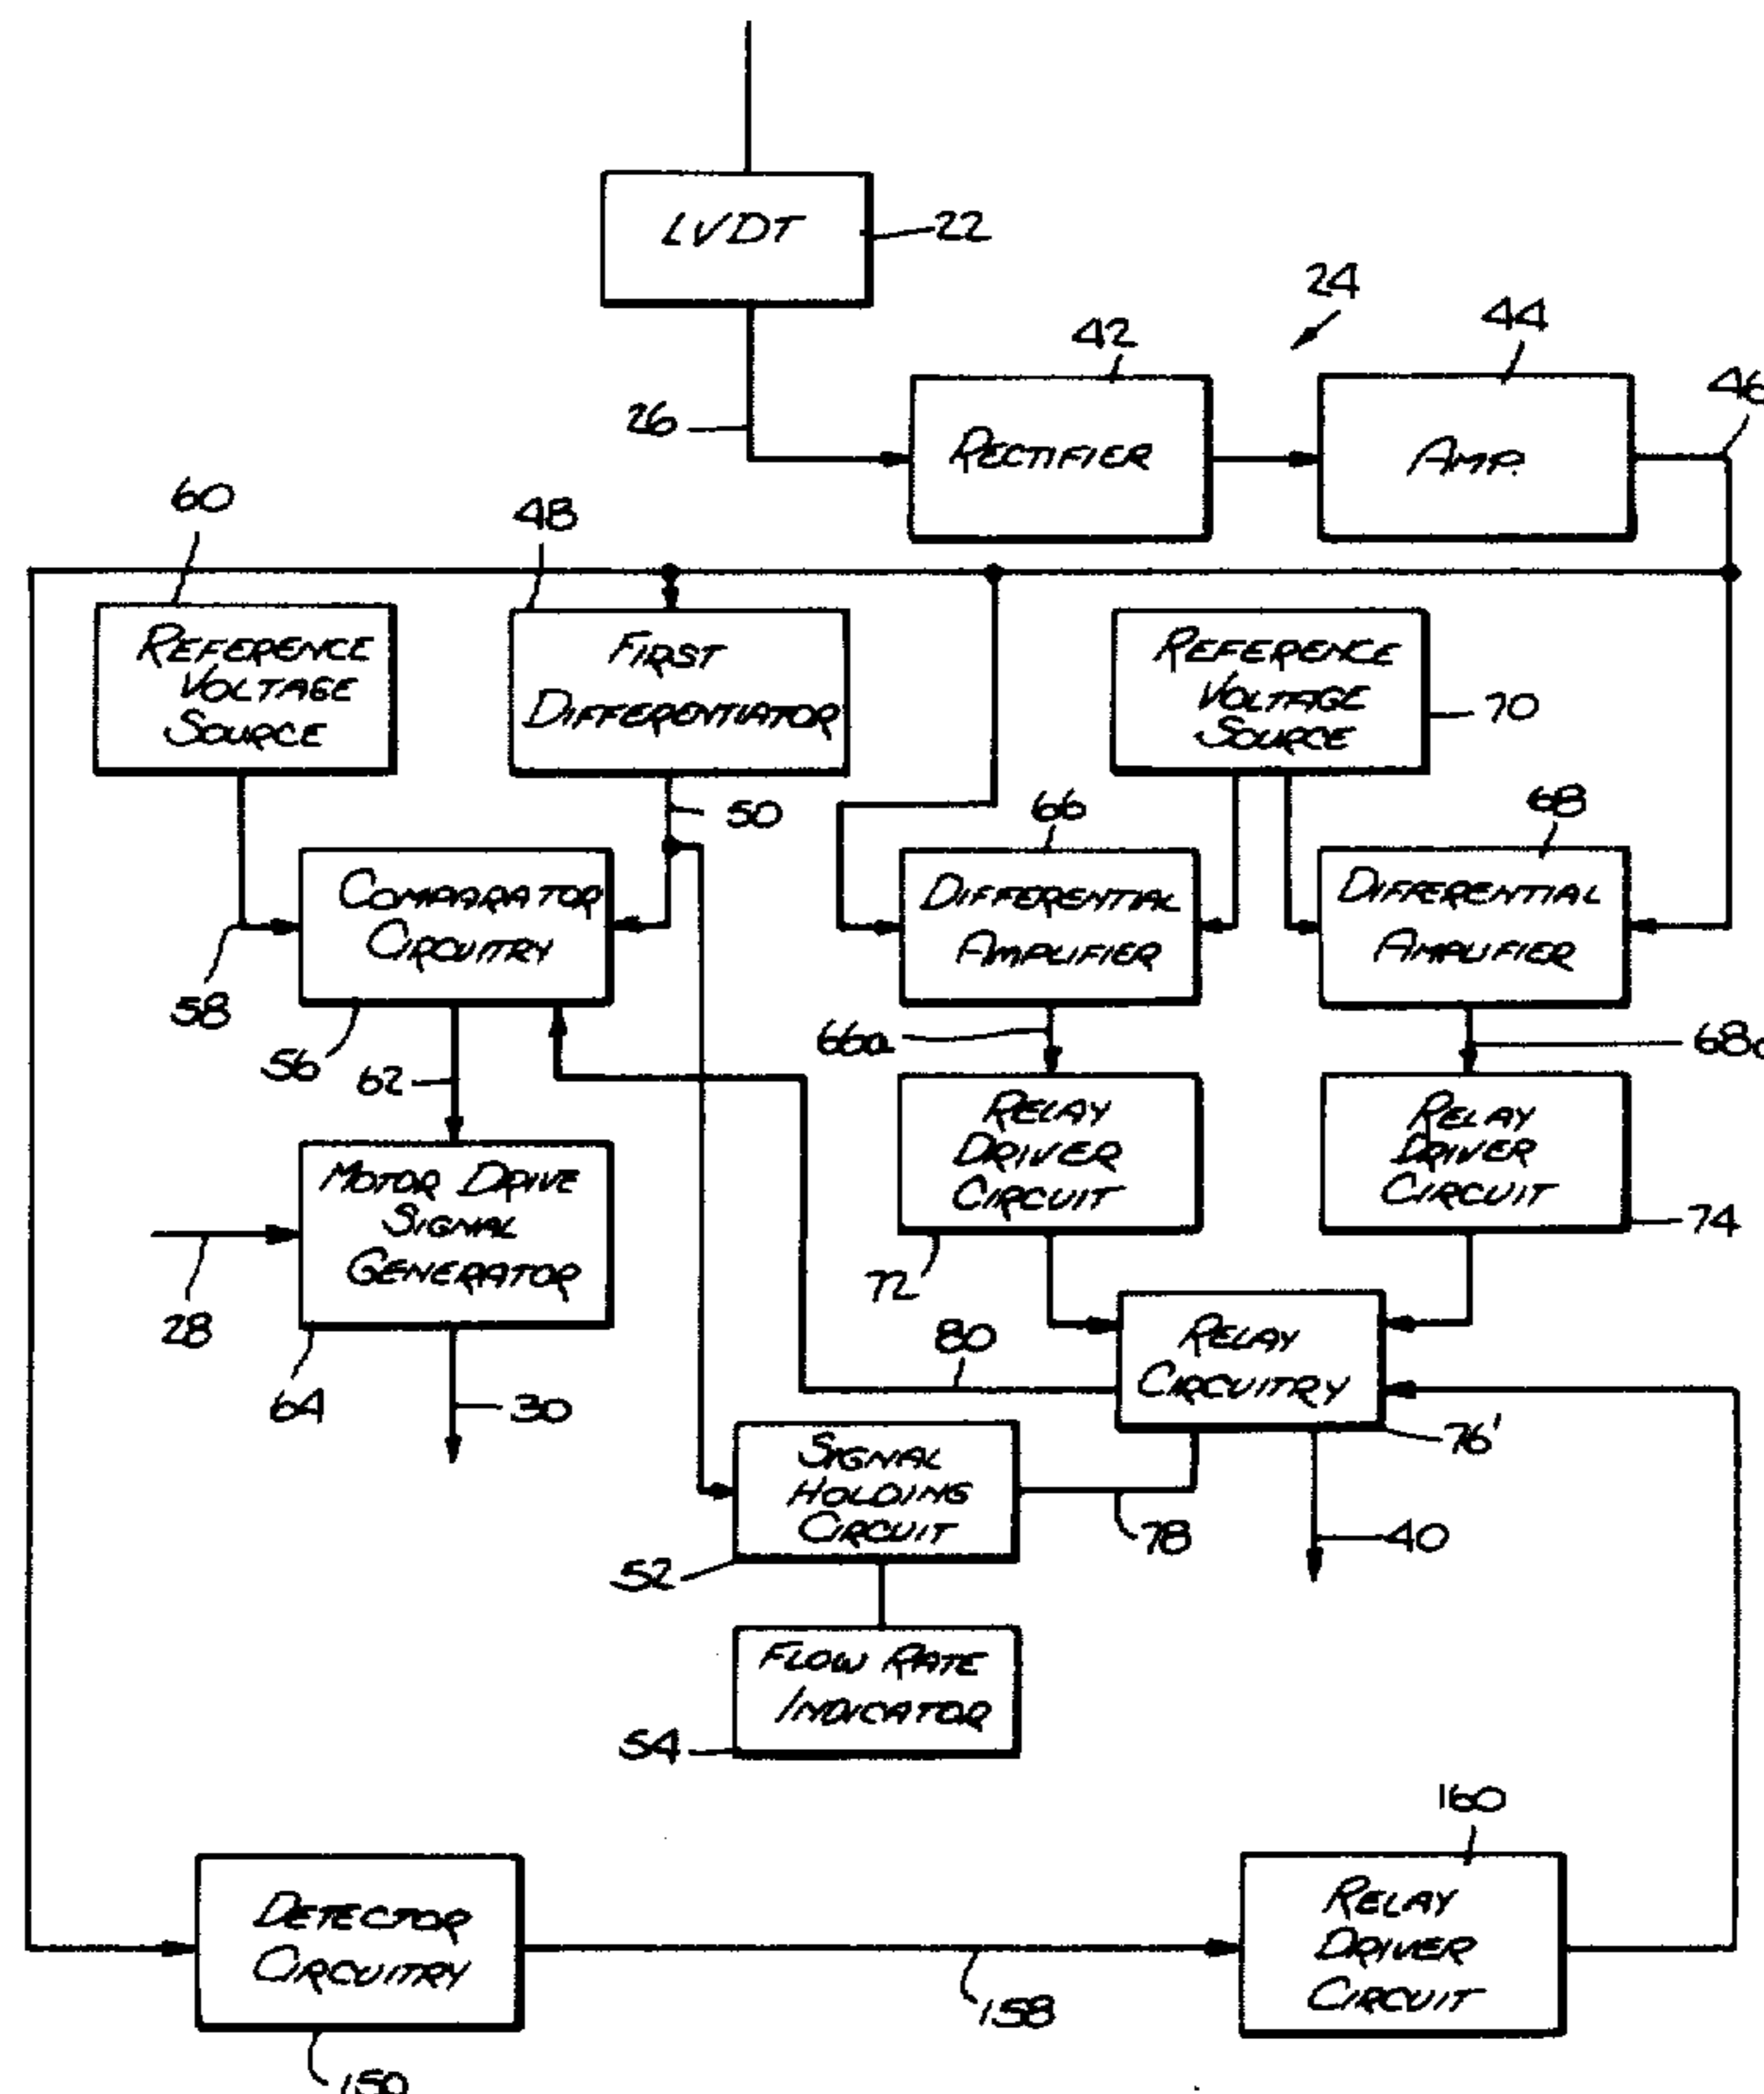 LVDT
22
24
42
44
46
26
RECTIFIER
AMP.
60
48
REFERENCE
VOLTAGE
SOURCE
FIRST
DIFFERENTIATOR
REFERENCE
VOLTAGE
SOURCE
70
50
66
68
COMPARATOR
CIRCUITRY
DIFFERENTIAL
AMPLIFIER
DIFFERENTIAL
AMPLIFIER
58
56
62
66a
68a
MOTOR DRIVE
SIGNAL
GENERATOR
RELAY
DRIVER
CIRCUIT
RELAY
DRIVER
CIRCUIT
74
28
72
64
30
80
RELAY
CIRCUITRY
76'
SIGNAL
HOLDING
CIRCUIT
78
40
52
FLOW RATE
INDICATOR
54
160
DETECTOR
CIRCUITRY
RELAY
DRIVER
CIRCUIT
158
150